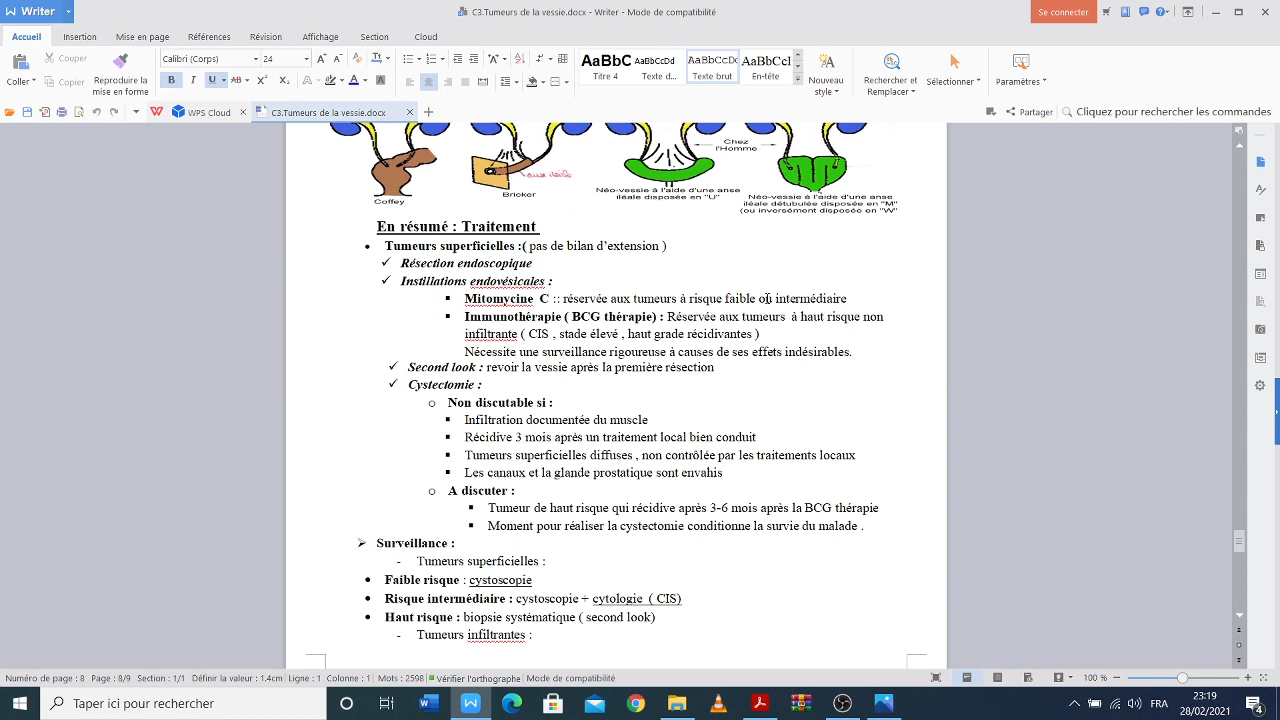 Writer
C3.Tumeurs de la vessie.docx - Writer - Mode de compatibilité
Se connecter
Accueil Insertion Mise en page Références Révision Affichage Section Cloud
Coller Couper Copier Reproduire la mise en forme
Calibri (Corps) 24
B I U AB
AaBbC AaBbCcDd AaBbCcDc AaBbCcI
Titre 4 Texte d... Texte brut En-tête
Nouveau style
Rechercher et Remplacer
Sélectionner
Paramètres
WPS Cloud C3.Tumeurs de la vessie.docx
Partager Cliquez pour rechercher les commandes
Chez l'Homme
Coffey
Bricker
Néo-vessie à l'aide d'une anse
iléale disposée en "U"
Néo-vessie à l'aide d'une anse
iléale détubulée disposée en "M"
(ou inversément disposée en "W"
En résumé : Traitement
• Tumeurs superficielles :( pas de bilan d’extension )
✓ Résection endoscopique
✓ Instillations endovésicales :
▪ Mitomycine C :: réservée aux tumeurs à risque faible ou intermédiaire
▪ Immunothérapie ( BCG thérapie) : Réservée aux tumeurs à haut risque non
infiltrante ( CIS , stade élevé , haut grade récidivantes )
Nécessite une surveillance rigoureuse à causes de ses effets indésirables.
✓ Second look : revoir la vessie après la première résection
✓ Cystectomie :
o Non discutable si :
▪ Infiltration documentée du muscle
▪ Récidive 3 mois après un traitement local bien conduit
▪ Tumeurs superficielles diffuses , non contrôlée par les traitements locaux
▪ Les canaux et la glande prostatique sont envahis
o A discuter :
▪ Tumeur de haut risque qui récidive après 3-6 mois après la BCG thérapie
▪ Moment pour réaliser la cystectomie conditionne la survie du malade .
➢ Surveillance :
- Tumeurs superficielles :
• Faible risque : cystoscopie
• Risque intermédiaire : cystoscopie + cytologie ( CIS)
• Haut risque : biopsie systématique ( second look)
- Tumeurs infiltrantes :
Numéro de page : 8 Page : 8/9 Section : 1/1 Définir la valeur : 1.4cm Ligne : 1 Colonne : 1 Mots : 2598 Vérifier l'orthographe Mode de compatibilité 100 %
Taper ici pour rechercher
FRA
23:19
28/02/2021
4